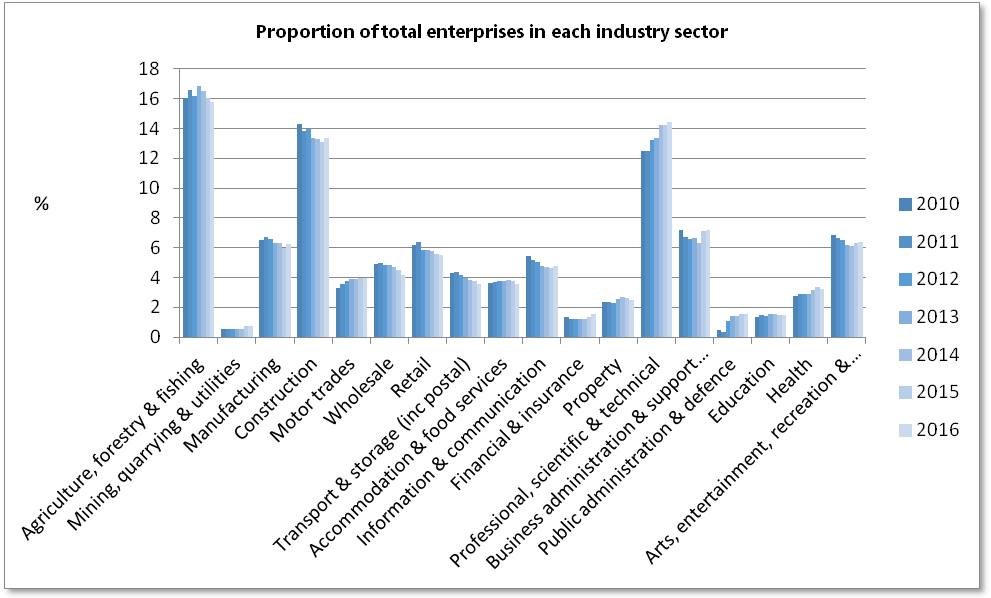 Proportion of total enterprises in each industry sector
18
16
14
12
10
8
6
4
2
0
%
Agriculture, forestry & fishing
Mining, quarrying & utilities
Manufacturing
Construction
Motor trades
Wholesale
Retail
Transport & storage (inc postal)
Accommodation & food services
Information & communication
Financial & insurance
Property
Professional, scientific & technical
Business administration & support...
Public administration & defence
Education
Health
Arts, entertainment, recreation &...
2010
2011
2012
2013
2014
2015
2016